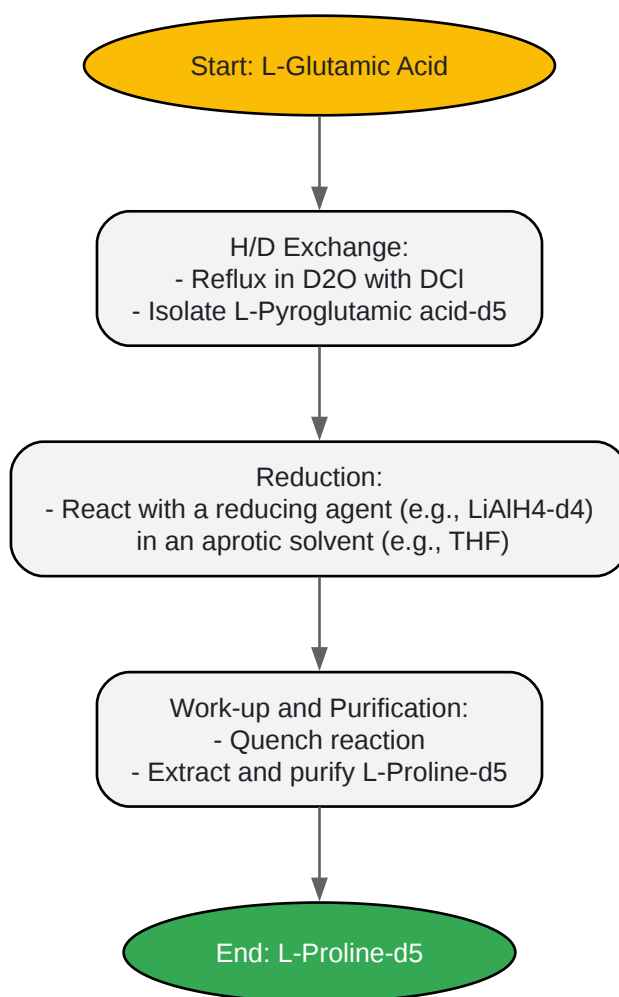 Start: L-Glutamic Acid
H/D Exchange:
- Reflux in D2O with DCl
- Isolate L-Pyroglutamic acid-d5
Reduction:
- React with a reducing agent (e.g., LiAlH4-d4)
in an aprotic solvent (e.g., THF)
Work-up and Purification:
- Quench reaction
- Extract and purify L-Proline-d5
End: L-Proline-d5